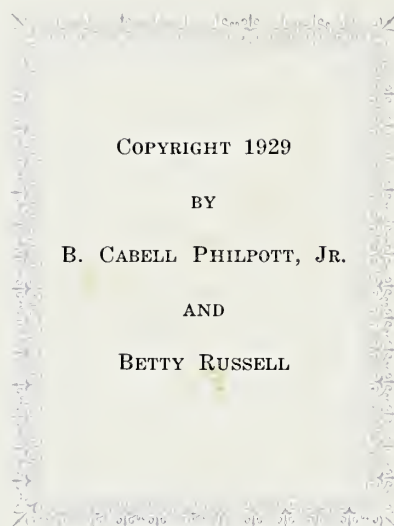 COPYRIGHT 1929
BY
B. CABELL PHILPOTT, JR.
AND
BETTY RUSSELL